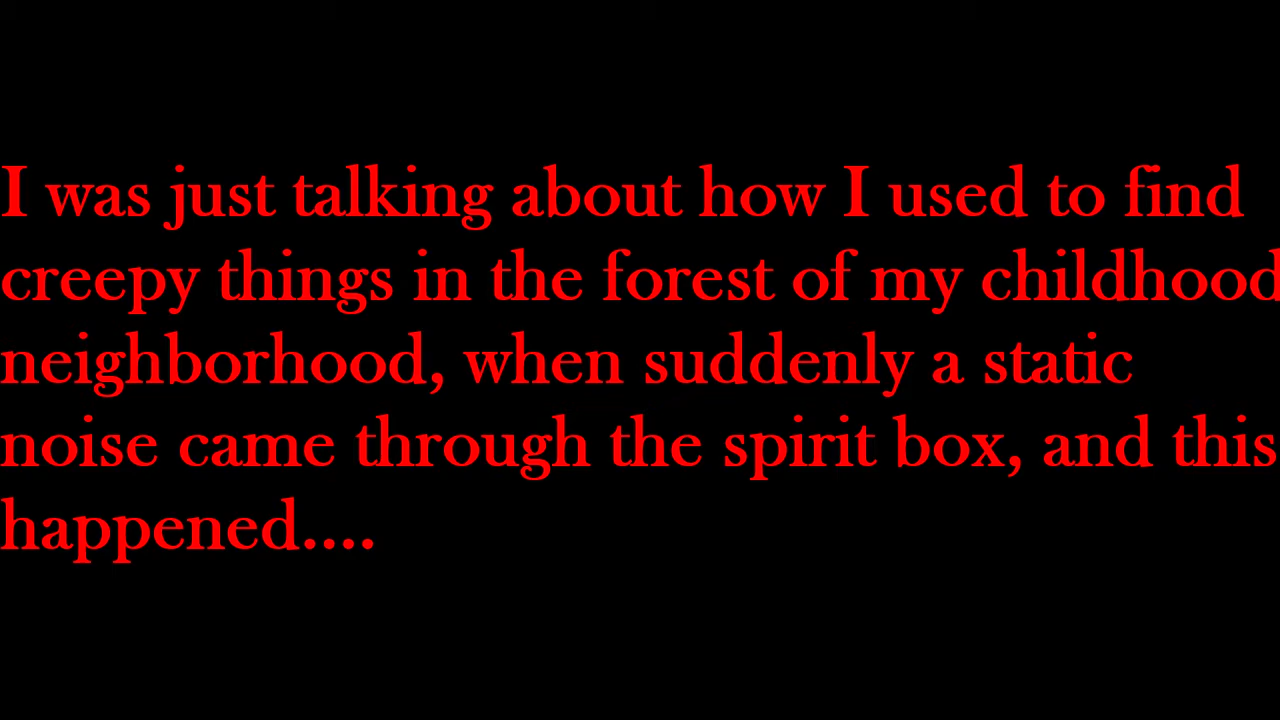 I was just talking about how I used to find
creepy things in the forest of my childhood
neighborhood, when suddenly a static
noise came through the spirit box, and this
happened....